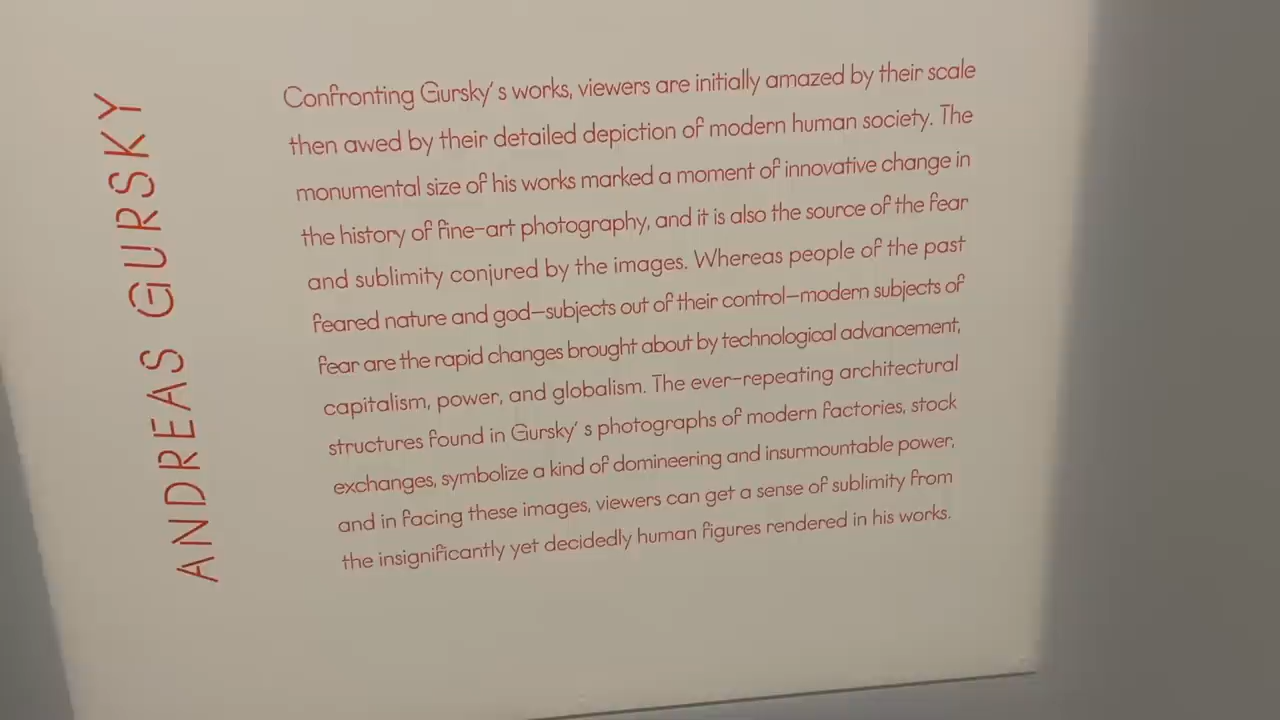 ANDREAS GURSKY
Confronting Gursky's works, viewers are initially amazed by their scale
then awed by their detailed depiction of modern human society. The
monumental size of his works marked a moment of innovative change in
the history of fine-art photography, and it is also the source of the fear
and sublimity conjured by the images. Whereas people of the past
feared nature and god—subjects out of their control—modern subjects of
fear are the rapid changes brought about by technological advancement,
capitalism, power, and globalism. The ever-repeating architectural
structures found in Gursky' s photographs of modern factories, stock
exchanges, symbolize a kind of domineering and insurmountable power,
and in facing these images, viewers can get a sense of sublimity from
the insignificantly yet decidedly human figures rendered in his works.